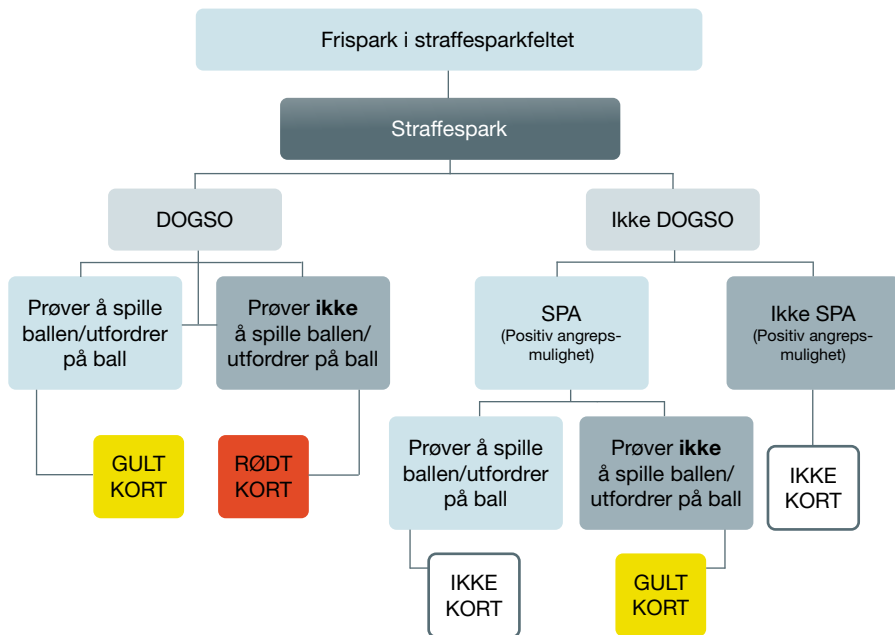 Frispark i straffesparkfeltet
Straffespark
DOGSO
Ikke DOGSO
Prøver å spille
ballen/utfordrer
på ball
Prøver ikke
å spille ballen/
utfordrer på ball
SPA
(Positiv angreps-
mulighet)
Ikke SPA
(Positiv angreps-
mulighet)
GULT
KORT
RØDT
KORT
Prøver å spille
ballen/utfordrer
på ball
Prøver ikke
å spille ballen/
utfordrer på ball
IKKE
KORT
IKKE
KORT
GULT
KORT